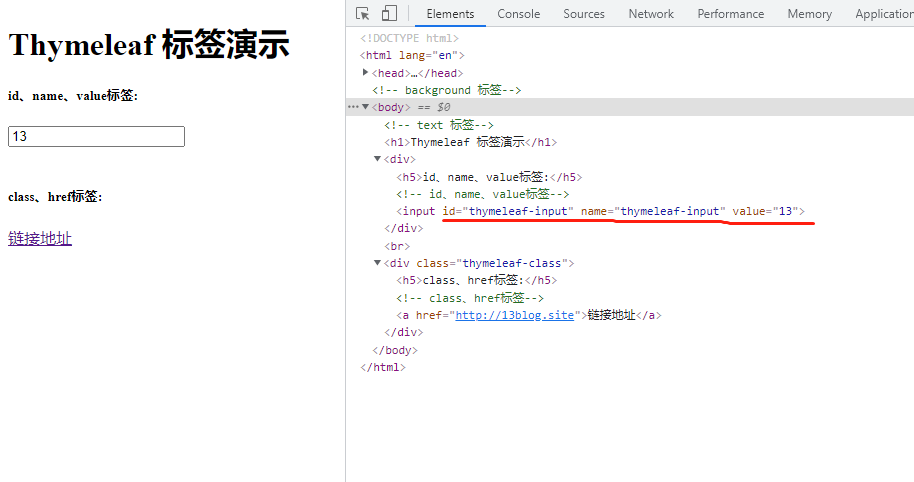 Thymeleaf 标签演示
id、name、value标签:
13
class、href标签:
链接地址
Elements Console Sources Network Performance Memory Application
<!DOCTYPE html>
<html lang="en">
<head>…</head>
<!-- background 标签-->
<body> == $0
<!-- text 标签-->
<h1>Thymeleaf 标签演示</h1>
<div>
<h5>id、name、value标签:</h5>
<!-- id、name、value标签-->
<input id="thymeleaf-input" name="thymeleaf-input" value="13">
</div>
<br>
<div class="thymeleaf-class">
<h5>class、href标签:</h5>
<!-- class、href标签-->
<a href="http://13blog.site">链接地址</a>
</div>
</body>
</html>